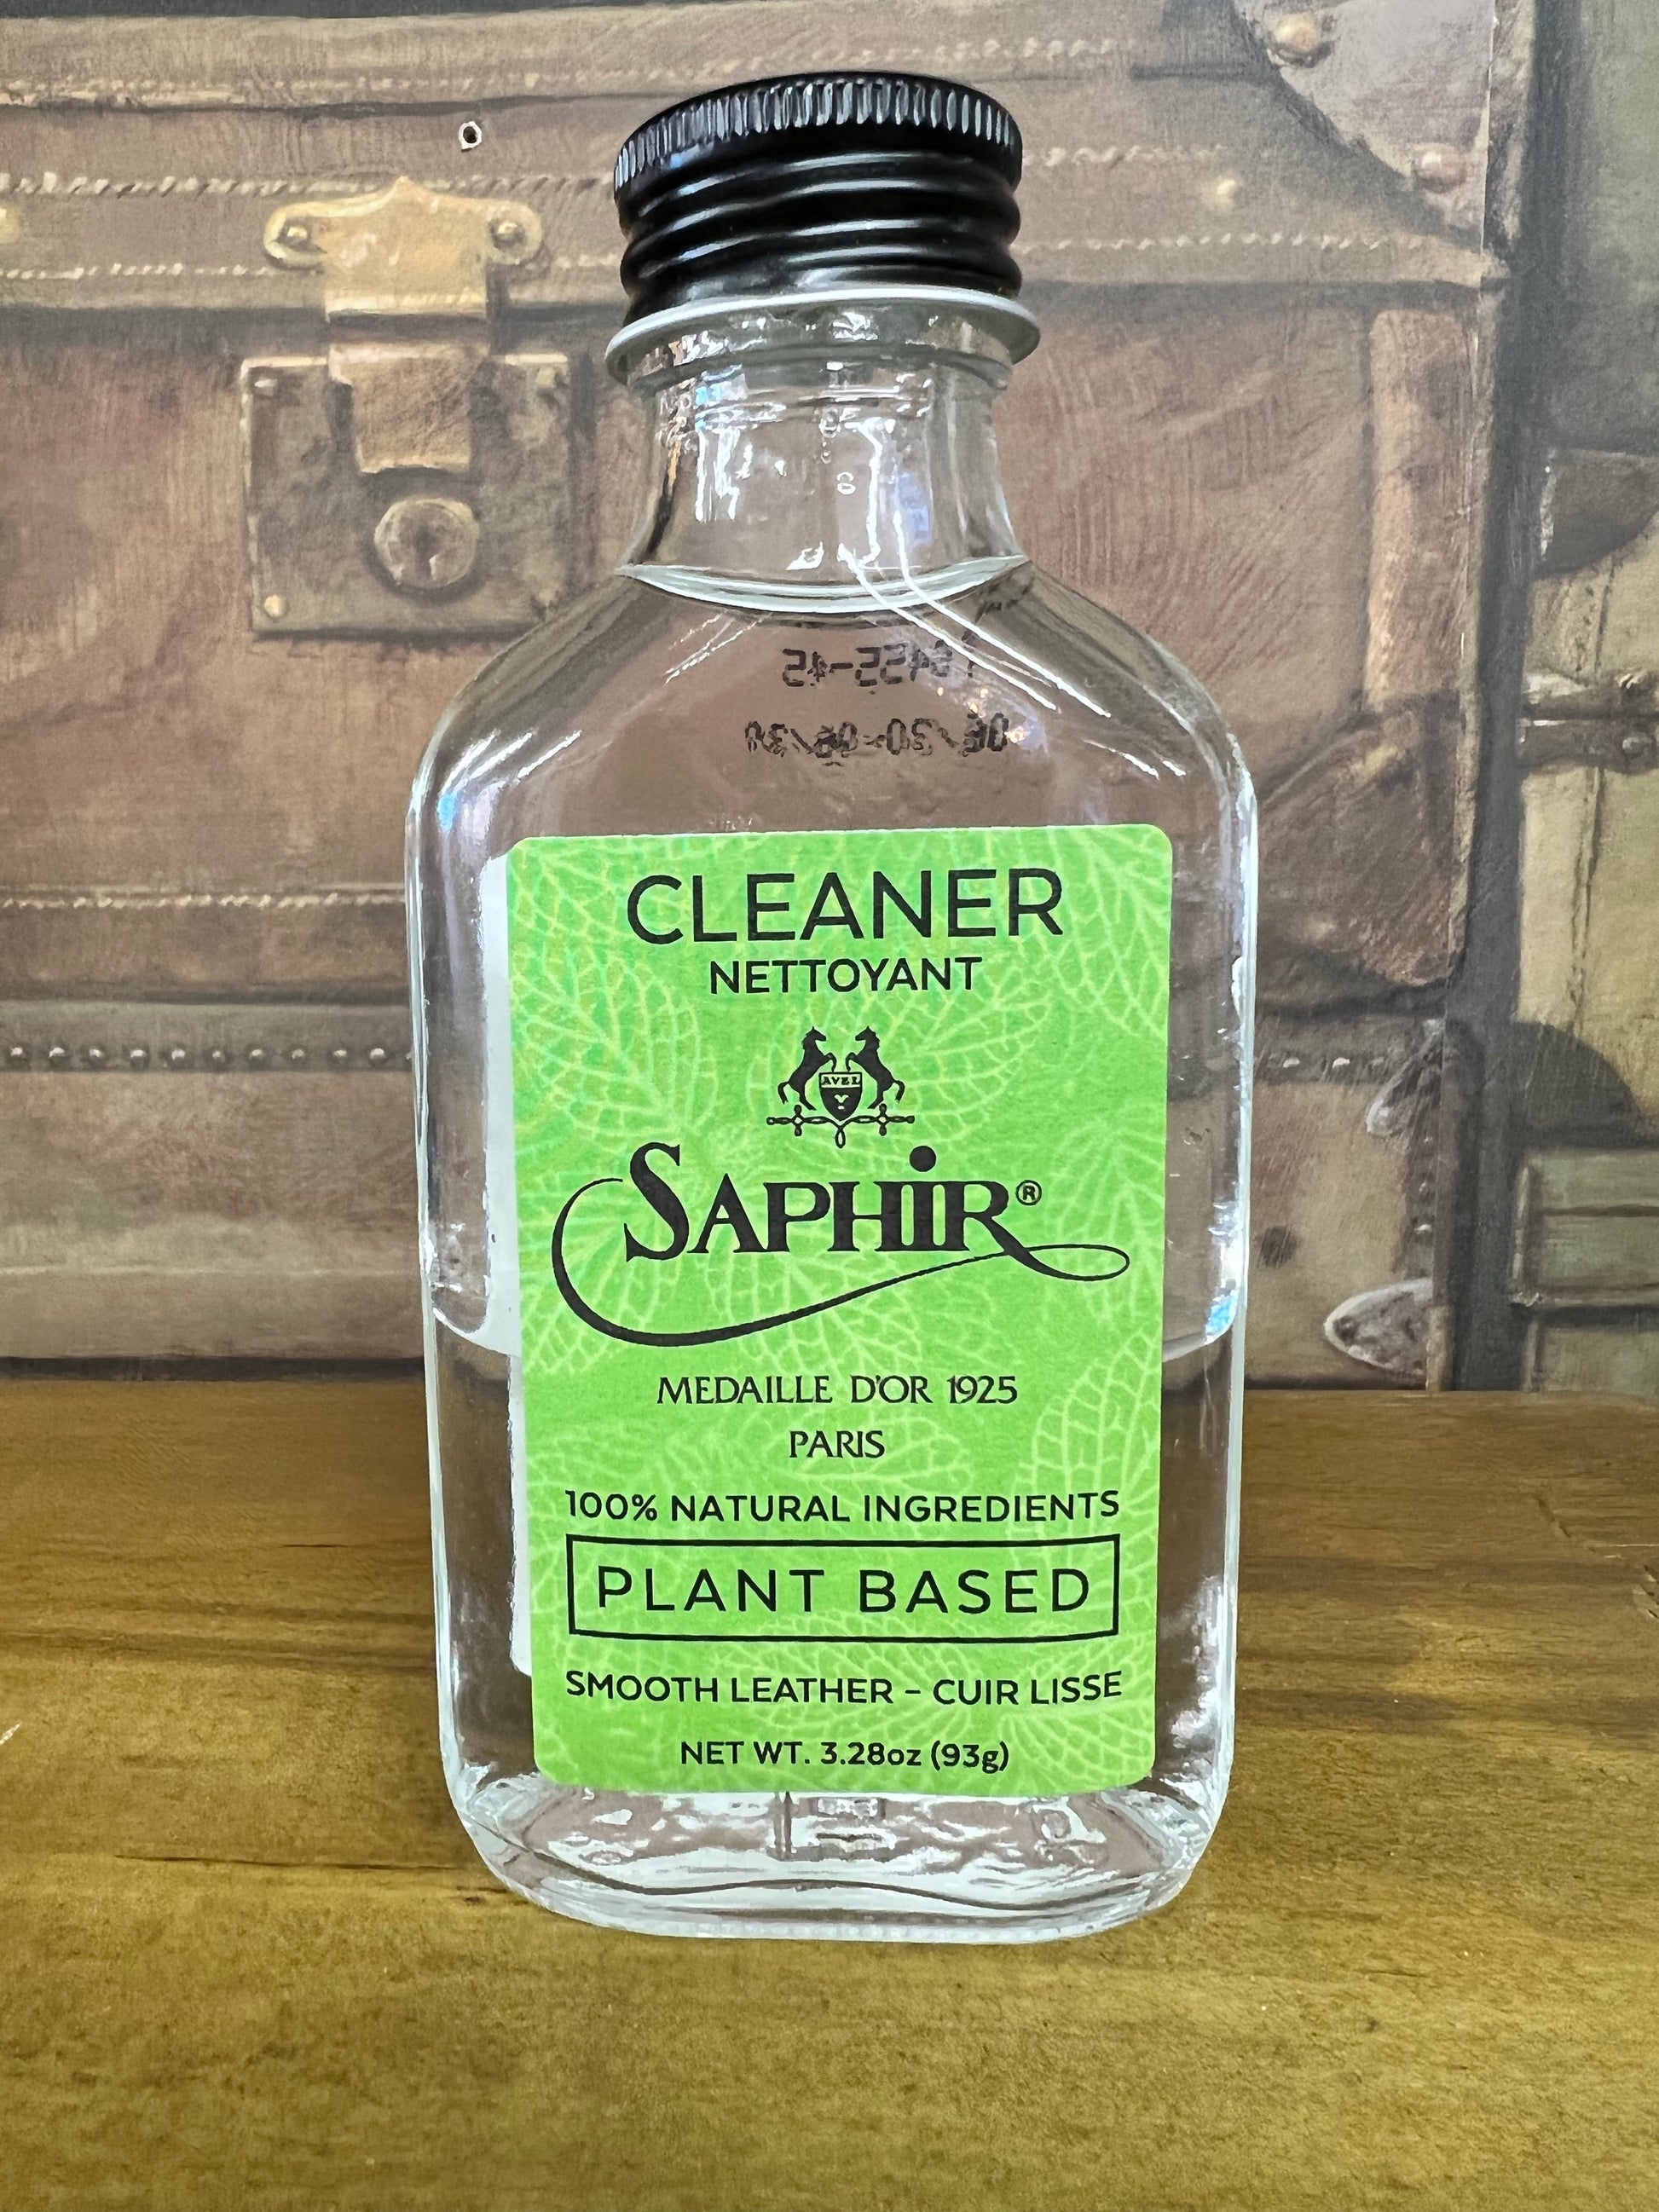 CLEANER
NETTOYANT
AVEL
SAPHIR®
MEDAILLE D'OR 1925
PARIS
100% NATURAL INGREDIENTS
PLANT BASED
SMOOTH LEATHER - CUIR LISSE
NET WT. 3.28oz (93g)